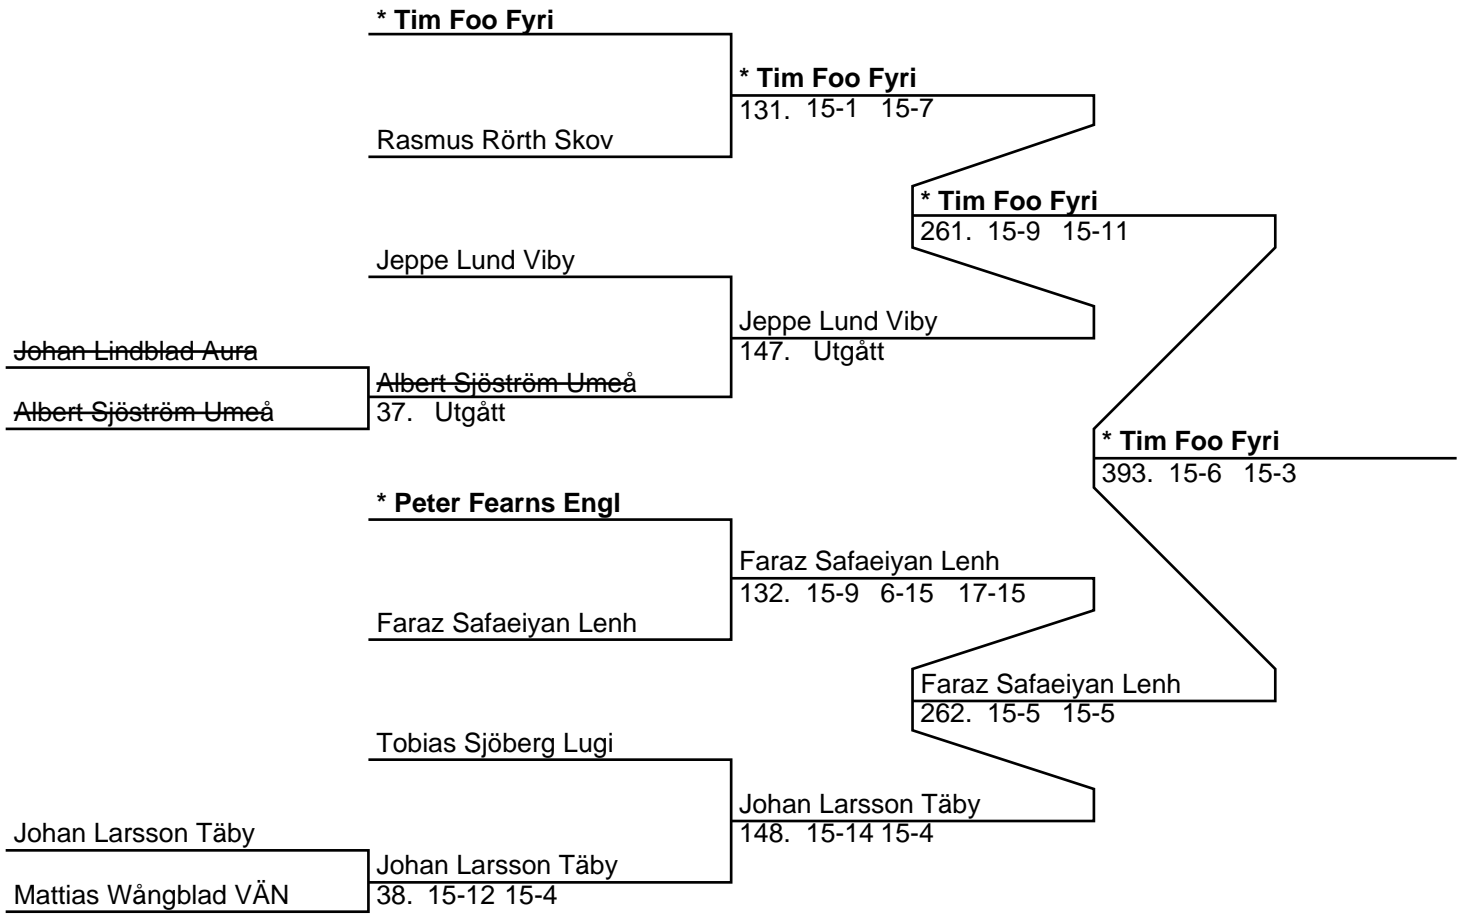 * Tim Foo Fyri
* Tim Foo Fyri
131. 15-1 15-7
Rasmus Rörth Skov
* Tim Foo Fyri
261. 15-9 15-11
Jeppe Lund Viby
Jeppe Lund Viby
147. Utgått
Johan Lindblad Aura
Albert Sjöström Umeå
37. Utgått
Albert Sjöström Umeå
* Tim Foo Fyri
393. 15-6 15-3
* Peter Fearns Engl
Faraz Safaeiyan Lenh
132. 15-9 6-15 17-15
Faraz Safaeiyan Lenh
Faraz Safaeiyan Lenh
262. 15-5 15-5
Tobias Sjöberg Lugi
Johan Larsson Täby
148. 15-14 15-4
Johan Larsson Täby
Johan Larsson Täby
38. 15-12 15-4
Mattias Wångblad VÄN